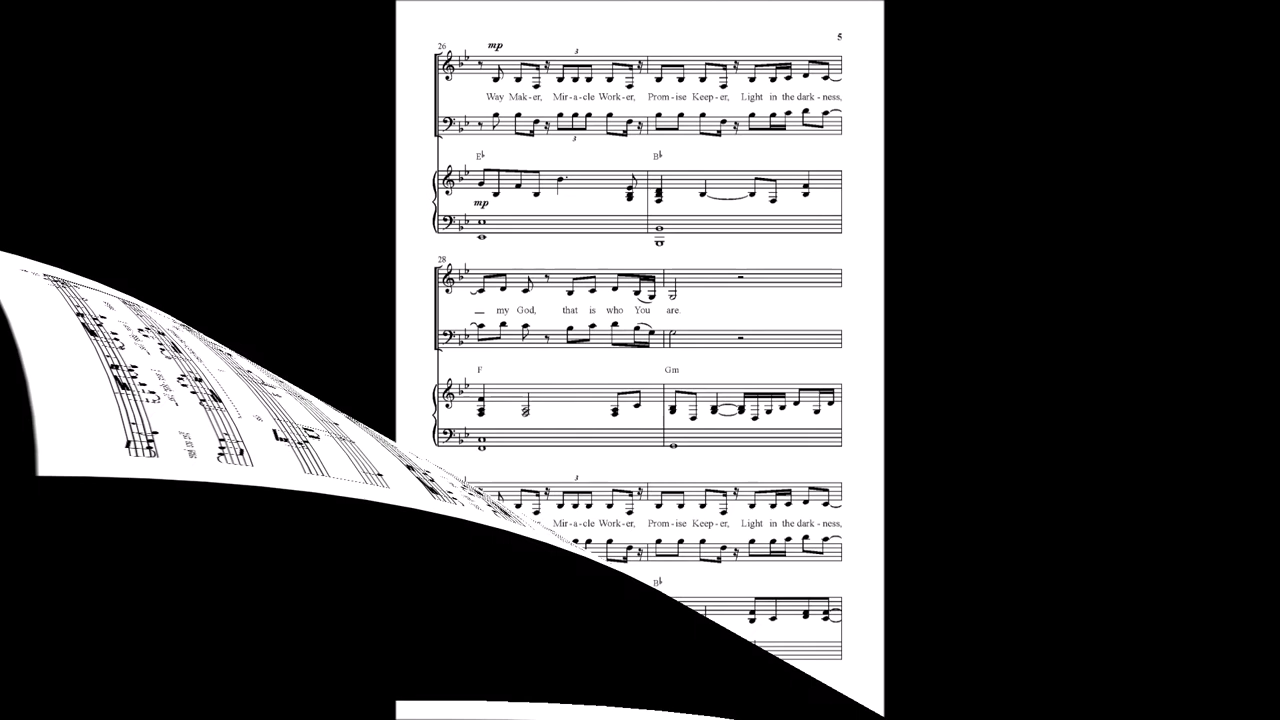 5
26
mp
3
Way Mak-er, Mir-a-cle Work-er, Prom-ise Keep-er, Light in the dark-ness,
3
E♭ B♭
mp
28
my God, that is who You are.
F Gm
3
Mir-a-cle Work-er, Prom-ise Keep-er, Light in the dark-ness,
B♭